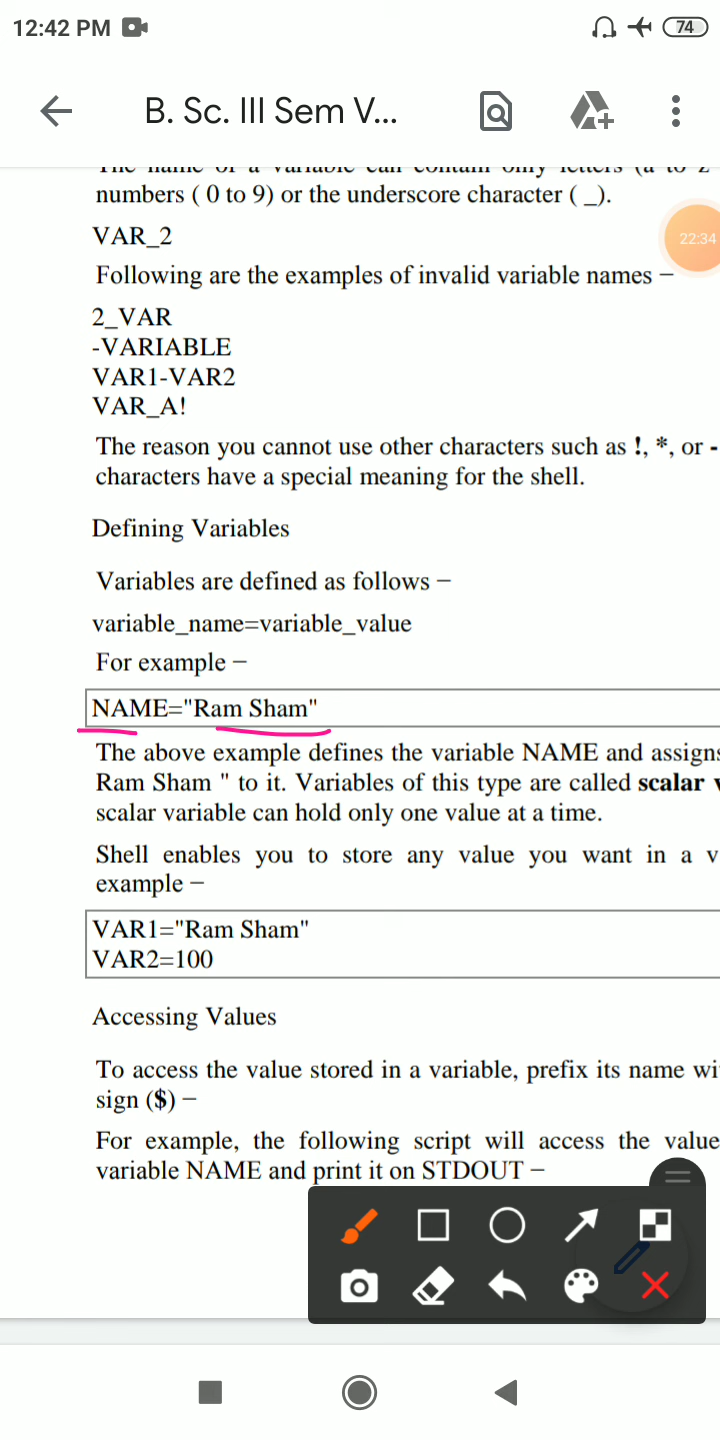 12:42 PM
74
B. Sc. III Sem V...
numbers ( 0 to 9) or the underscore character ( _).
22:34
VAR_2
Following are the examples of invalid variable names −
2_VAR
-VARIABLE
VAR1-VAR2
VAR_A!
The reason you cannot use other characters such as !, *, or -
characters have a special meaning for the shell.
Defining Variables
Variables are defined as follows −
variable_name=variable_value
For example −
NAME="Ram Sham"
The above example defines the variable NAME and assigns
Ram Sham " to it. Variables of this type are called scalar v
scalar variable can hold only one value at a time.
Shell enables you to store any value you want in a v
example −
VAR1="Ram Sham"
VAR2=100
Accessing Values
To access the value stored in a variable, prefix its name wi
sign ($) −
For example, the following script will access the value
variable NAME and print it on STDOUT −